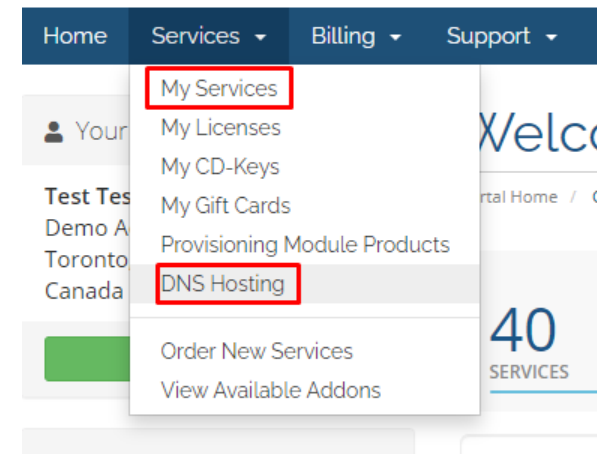 Home Services Billing Support
My Services
My Licenses
My CD-Keys
My Gift Cards
Provisioning Module Products
DNS Hosting
Order New Services
View Available Addons
Your
Test Tes
Demo A
Toronto,
Canada
Welco
rtal Home /
40
SERVICES